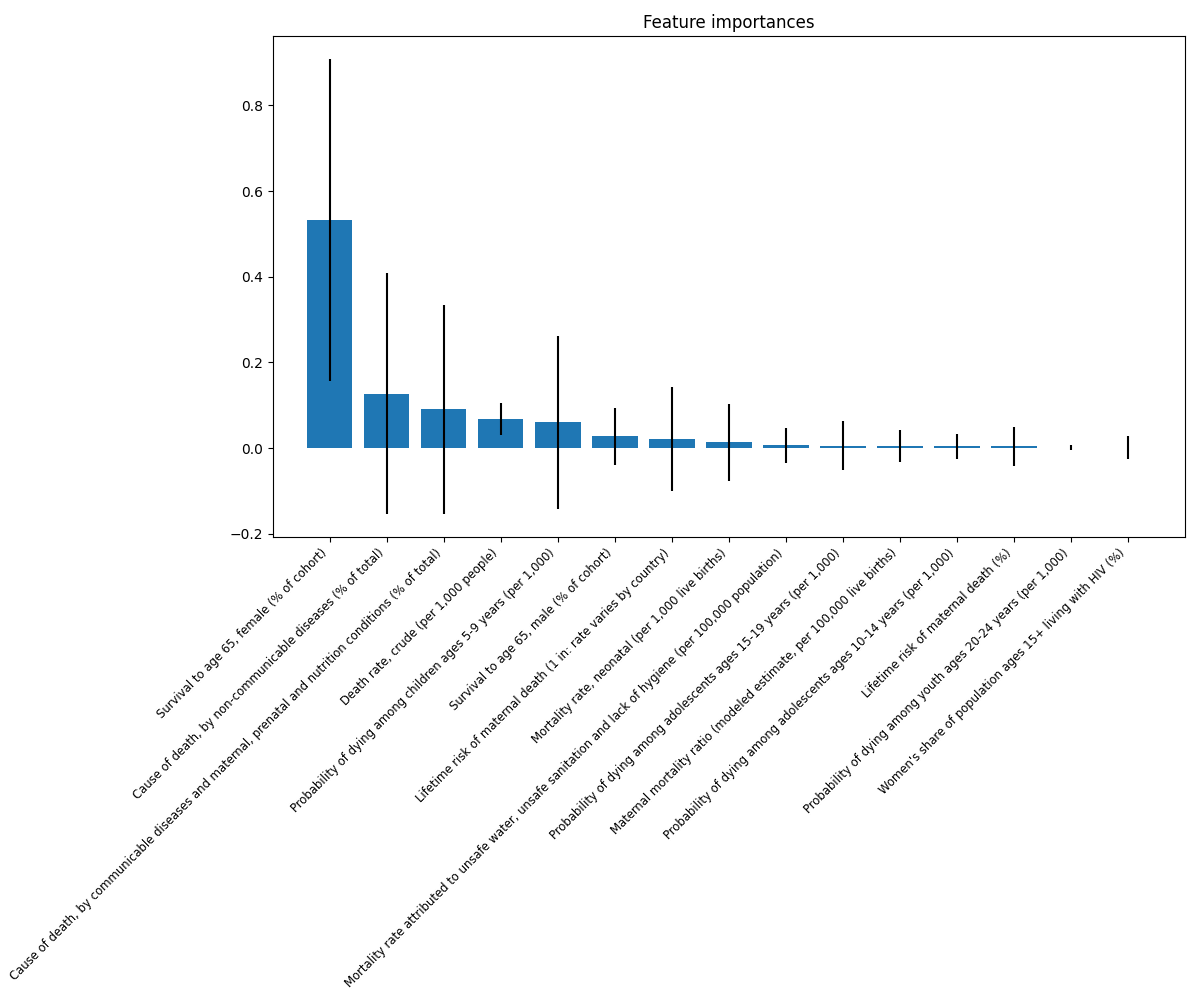 Feature importances
0.8
0.6
0.4
0.2
0.0
−0.2
Survival to age 65, female (% of cohort)
Cause of death, by non-communicable diseases (% of total)
Cause of death, by communicable diseases and maternal, prenatal and nutrition conditions (% of total)
Death rate, crude (per 1,000 people)
Probability of dying among children ages 5-9 years (per 1,000)
Survival to age 65, male (% of cohort)
Lifetime risk of maternal death (1 in: rate varies by country)
Mortality rate, neonatal (per 1,000 live births)
Mortality rate attributed to unsafe water, unsafe sanitation and lack of hygiene (per 100,000 population)
Probability of dying among adolescents ages 15-19 years (per 1,000)
Maternal mortality ratio (modeled estimate, per 100,000 live births)
Probability of dying among adolescents ages 10-14 years (per 1,000)
Lifetime risk of maternal death (%)
Probability of dying among youth ages 20-24 years (per 1,000)
Women's share of population ages 15+ living with HIV (%)